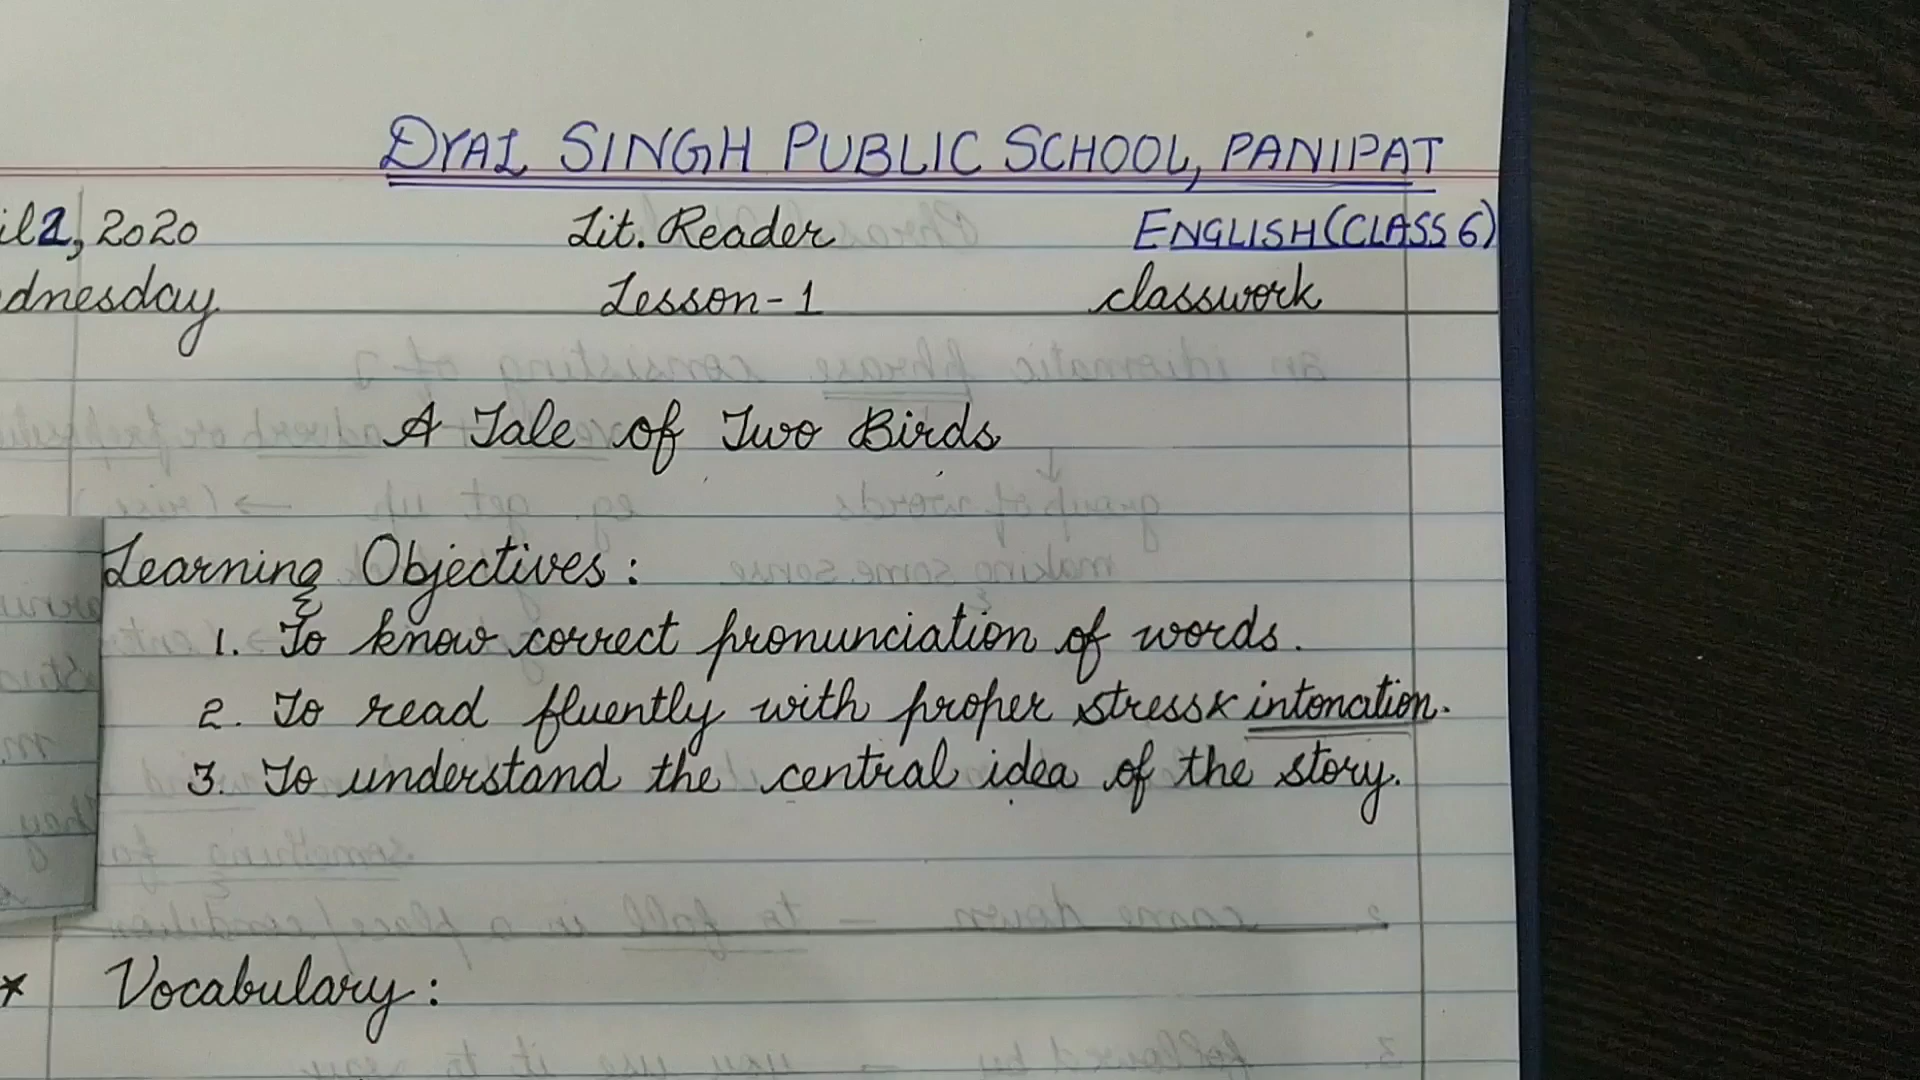 DYAL SINGH PUBLIC SCHOOL, PANIPAT
il 1, 2020 Lit. Reader ENGLISH (CLASS 6)
dnesday Lesson-1 classwork
A Tale of Two Birds
Learning Objectives :
1. To know correct pronunciation of words.
2. To read fluently with proper stress & intonation.
3. To understand the central idea of the story.
* Vocabulary :